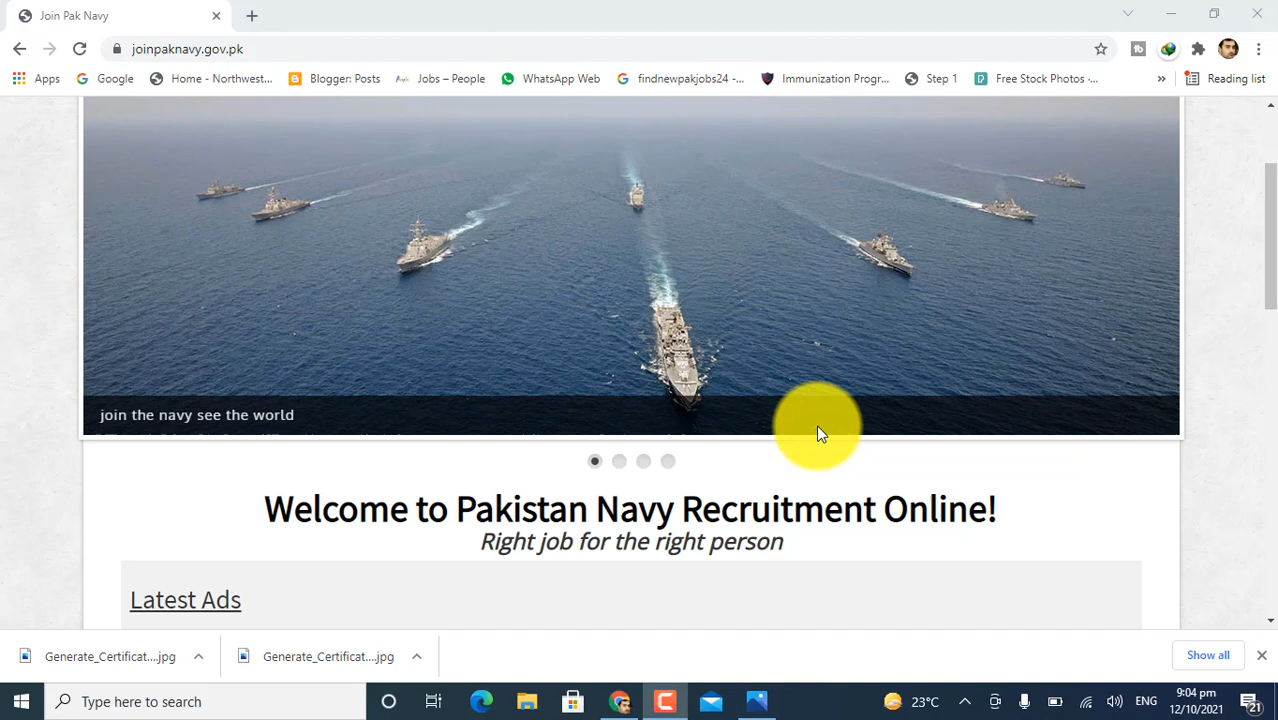 Join Pak Navy
joinpaknavy.gov.pk
Apps
Google
Home - Northwest...
Blogger: Posts
Jobs – People
WhatsApp Web
findnewpakjobs24 -...
Immunization Progr...
Step 1
Free Stock Photos -...
»
Reading list
join the navy see the world
Welcome to Pakistan Navy Recruitment Online!
Right job for the right person
Latest Ads
Generate_Certificat....jpg
Generate_Certificat....jpg
Show all
Type here to search
23°C
ENG
9:04 pm
12/10/2021
21